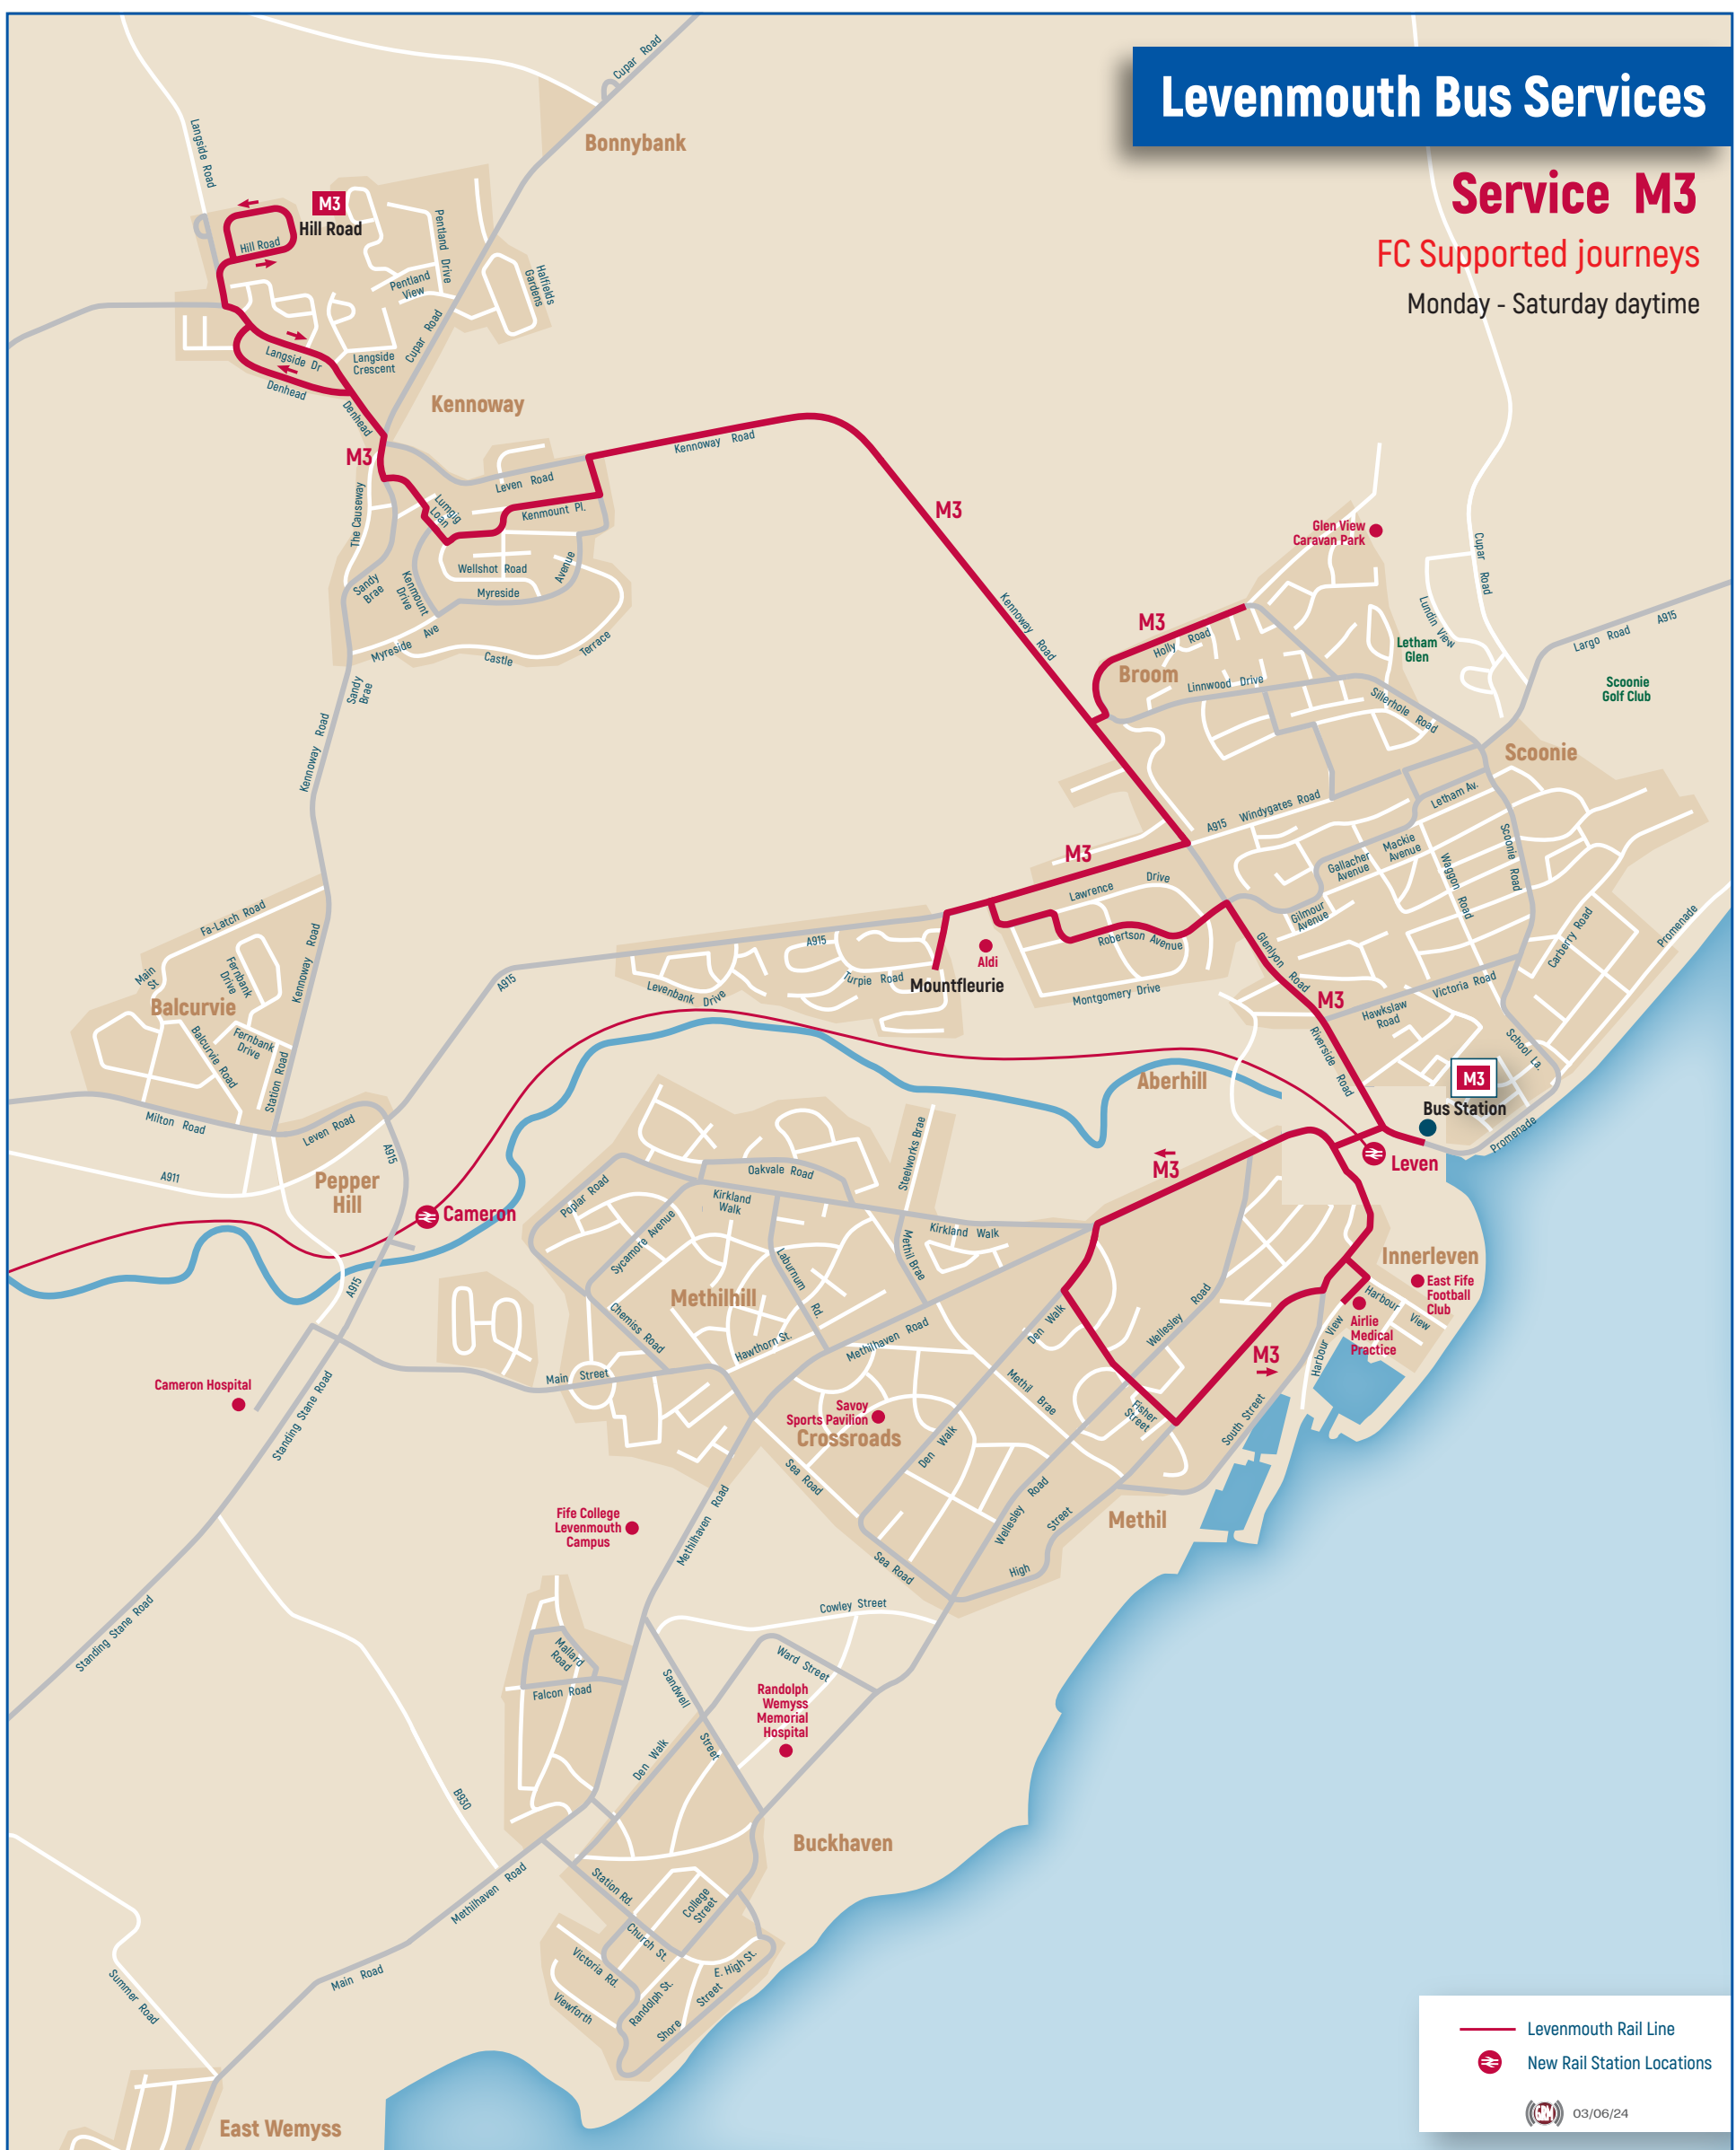 Levenmouth Bus Services
Service M3
FC Supported journeys
Monday - Saturday daytime
Cupar Road
Bonnybank
Langside Road
M3
Hill Road
Hill Road
Pentland Drive
Pentland
View
Halfields
Gardens
Cupar Road
Langside Dr
Langside
Crescent
Denhead
Denhead
Kennoway
M3
Kennoway Road
Leven Road
Lumgig
Loan
Kenmount Pl.
The Causeway
M3
Glen View
Caravan Park
Wellshot Road
Avenue
Sandy
Brae
Kenmount
Drive
Myreside
Cupar Road
Kennoway Road
M3
Holly Road
Lundin View
Largo Road
A915
Myreside Ave
Castle
Terrace
Letham
Glen
Broom
Linnwood Drive
Scoonie
Golf Club
Sandy
Brae
Sillerhole Road
Kennoway Road
Scoonie
Letham Av.
A915
Windygates Road
M3
Mackie
Avenue
Gallacher
Avenue
Scoonie Road
Waggon Road
Lawrence Drive
Fa-Latch Road
Gilmour
Avenue
Promenade
Carberry Road
A915
Robertson Avenue
Glenlyon Road
Kennoway Road
Aldi
Main
St
Fernbank
Drive
A915
Turpie Road
Mountfleurie
Levenbank Drive
Montgomery Drive
Victoria Road
M3
Hawkslaw
Road
Balcurvie
Balcurvie Road
Fernbank
Drive
Station Road
Riverside Road
School La.
Aberhill
M3
Bus Station
Milton Road
Leven Road
A915
Promenade
Steelworks Brae
M3
Leven
A911
Pepper
Hill
Oakvale Road
Poplar Road
Kirkland
Walk
Cameron
Sycamore Avenue
Kirkland Walk
Methil Brae
Innerleven
Laburnum Rd.
A915
Methilhill
East Fife
Football
Club
Harbour View
Airlie
Medical
Practice
Den Walk
Wellesley Road
Chemiss Road
Hawthorn St.
Methilhaven Road
Harbour View
M3
Main Street
Methil Brae
Cameron Hospital
Savoy
Sports Pavilion
Fisher
Street
South Street
Standing Stane Road
Crossroads
Den Walk
Sea Road
Methilhaven Road
Wellesley Road
Fife College
Levenmouth
Campus
Street
Methil
High
Sea Road
Cowley Street
Standing Stane Road
Mallard
Road
Ward Street
Sandwell
Falcon Road
Randolph
Wemyss
Memorial
Hospital
Street
Den Walk
B930
Buckhaven
Station Rd.
Methilhaven Road
College
Street
Church St.
Victoria Rd.
E. High St.
Main Road
Summer Road
Viewforth
Randolph St.
Street
Shore
East Wemyss
Levenmouth Rail Line
New Rail Station Locations
03/06/24